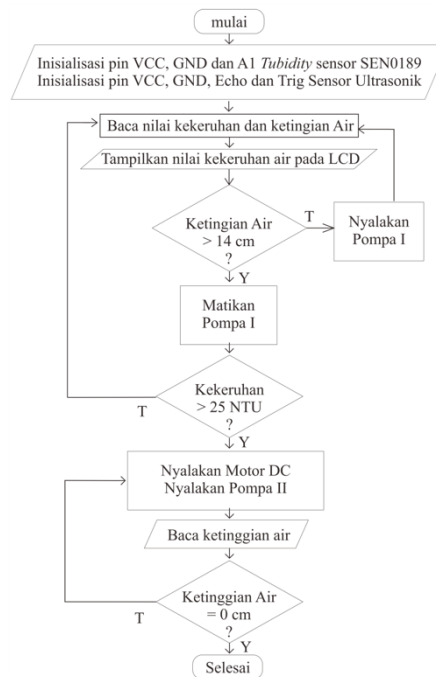 mulai
Inisialisasi pin VCC, GND dan A1 Tubidity sensor SEN0189
Inisialisasi pin VCC, GND, Echo dan Trig Sensor Ultrasonik
Baca nilai kekeruhan dan ketingian Air
Tampilkan nilai kekeruhan air pada LCD
Ketingian Air
> 14 cm
?
T
Nyalakan
Pompa I
Y
Matikan
Pompa I
Kekeruhan
> 25 NTU
?
T
Y
Nyalakan Motor DC
Nyalakan Pompa II
Baca ketinggian air
Ketinggian Air
= 0 cm
?
T
Y
Selesai